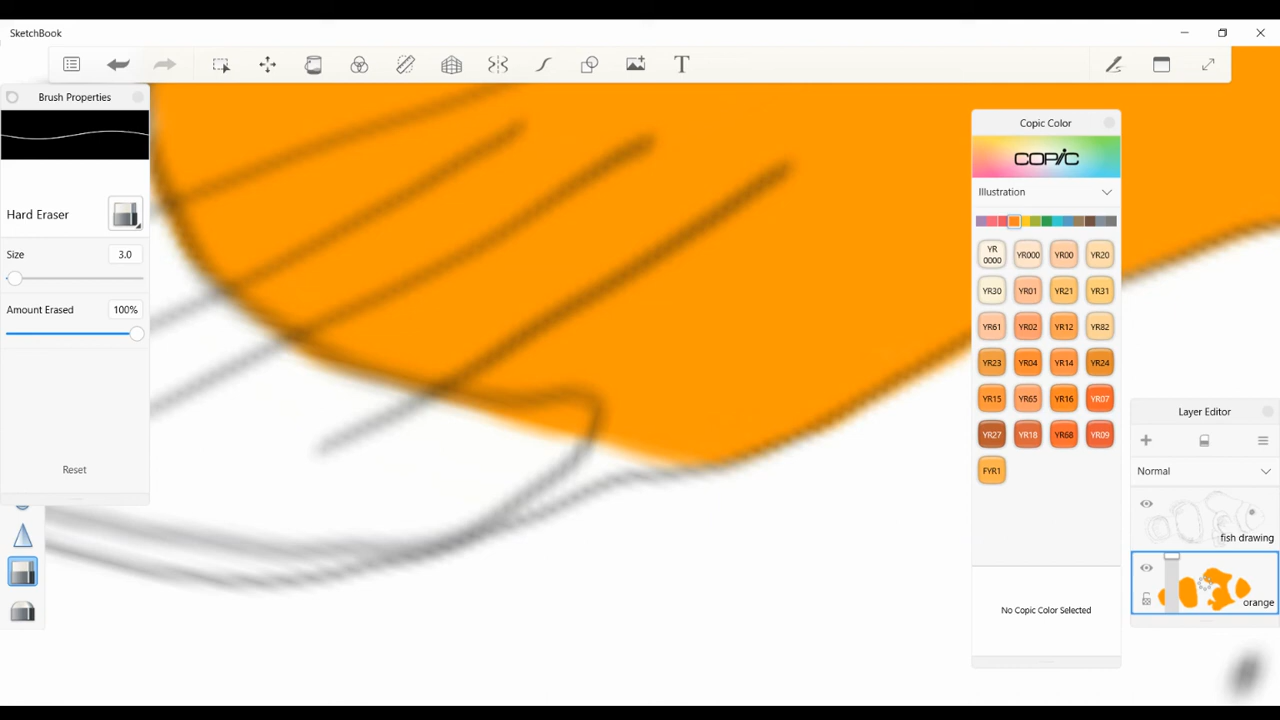 SketchBook
T
Brush Properties
Hard Eraser
Size 3.0
Amount Erased 100%
Reset
Copic Color
COPIC
Illustration
YR 0000 YR000 YR00 YR20
YR30 YR01 YR21 YR31
YR61 YR02 YR12 YR82
YR23 YR04 YR14 YR24
YR15 YR65 YR16 YR07
YR27 YR18 YR68 YR09
FYR1
No Copic Color Selected
Layer Editor
Normal
fish drawing
orange